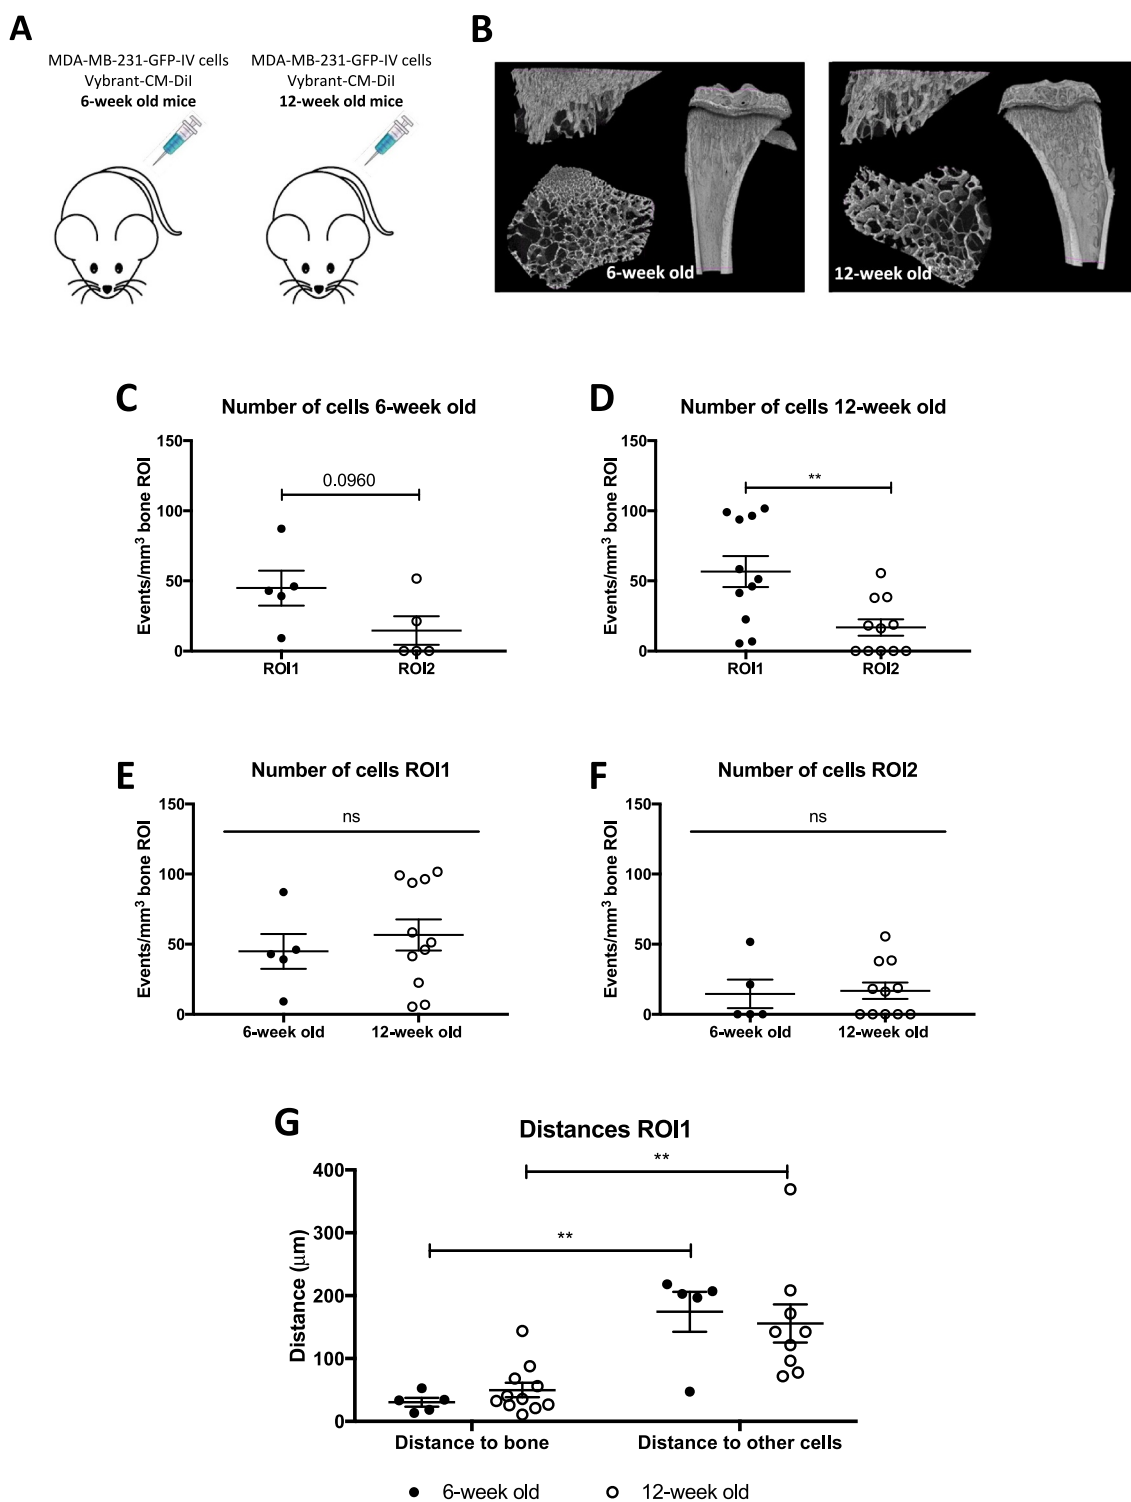 A
MDA-MB-231-GFP-IV cells
Vybrant-CM-DiI
6-week old mice
MDA-MB-231-GFP-IV cells
Vybrant-CM-DiI
12-week old mice
B
6-week old
12-week old
C
Number of cells 6-week old
Events/mm³ bone ROI
150
100
50
0
0.0960
ROI1
ROI2
D
Number of cells 12-week old
Events/mm³ bone ROI
150
100
50
0
**
ROI1
ROI2
E
Number of cells ROI1
Events/mm³ bone ROI
150
100
50
0
ns
6-week old
12-week old
F
Number of cells ROI2
Events/mm³ bone ROI
150
100
50
0
ns
6-week old
12-week old
G
Distances ROI1
Distance (μm)
400
300
200
100
0
**
**
Distance to bone
Distance to other cells
6-week old
12-week old